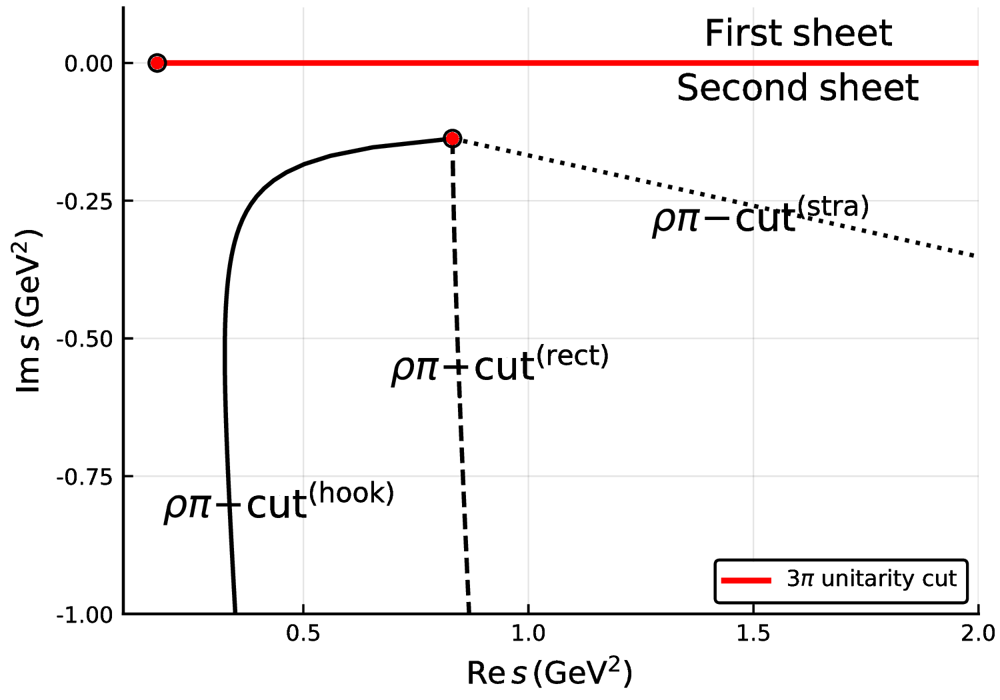 First sheet
0.00
Second sheet
-0.25
ρπ−cut^(stra)
Im s (GeV²)
-0.50
ρπ−cut^(rect)
-0.75
ρπ−cut^(hook)
3π unitarity cut
-1.00
0.5 1.0 1.5 2.0
Re s (GeV²)